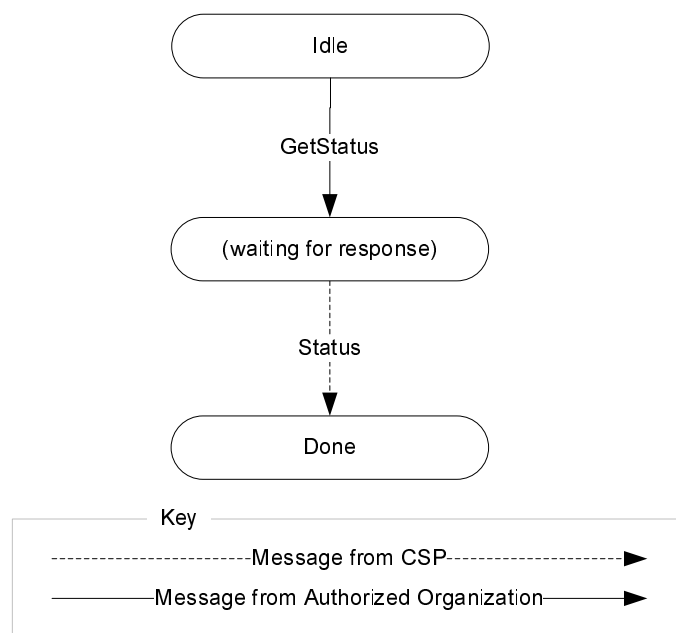 Idle
GetStatus
(waiting for response)
Status
Done
Key
Message from CSP
Message from Authorized Organization